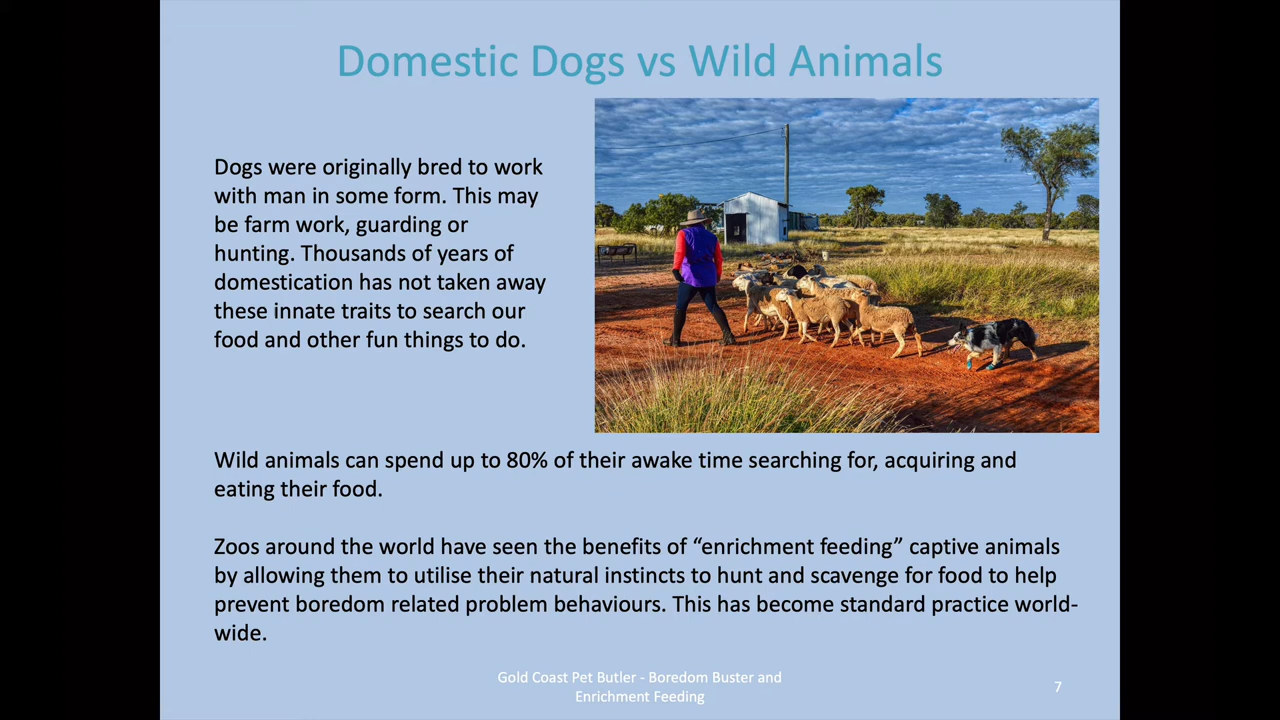 Domestic Dogs vs Wild Animals
Dogs were originally bred to work
with man in some form. This may
be farm work, guarding or
hunting. Thousands of years of
domestication has not taken away
these innate traits to search our
food and other fun things to do.
Wild animals can spend up to 80% of their awake time searching for, acquiring and
eating their food.
Zoos around the world have seen the benefits of “enrichment feeding” captive animals
by allowing them to utilise their natural instincts to hunt and scavenge for food to help
prevent boredom related problem behaviours. This has become standard practice world-
wide.
Gold Coast Pet Butler - Boredom Buster and
Enrichment Feeding
7